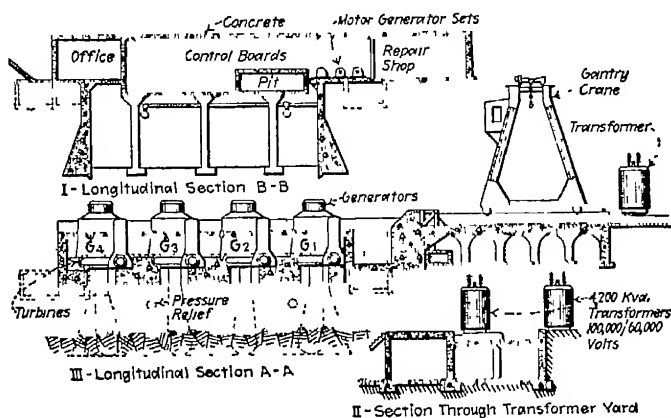 Concrete
Motor Generator Sets
Office
Control Boards
Repair
Shop
Pit
Gantry
Crane
Transformer
I-Longitudinal Section B-B
Generators
G4
G3
G2
G1
Turbines
Pressure
Relief
4,200 Kva.
Transformers
100,000/60,000
Volts
III-Longitudinal Section A-A
II-Section Through Transformer Yard